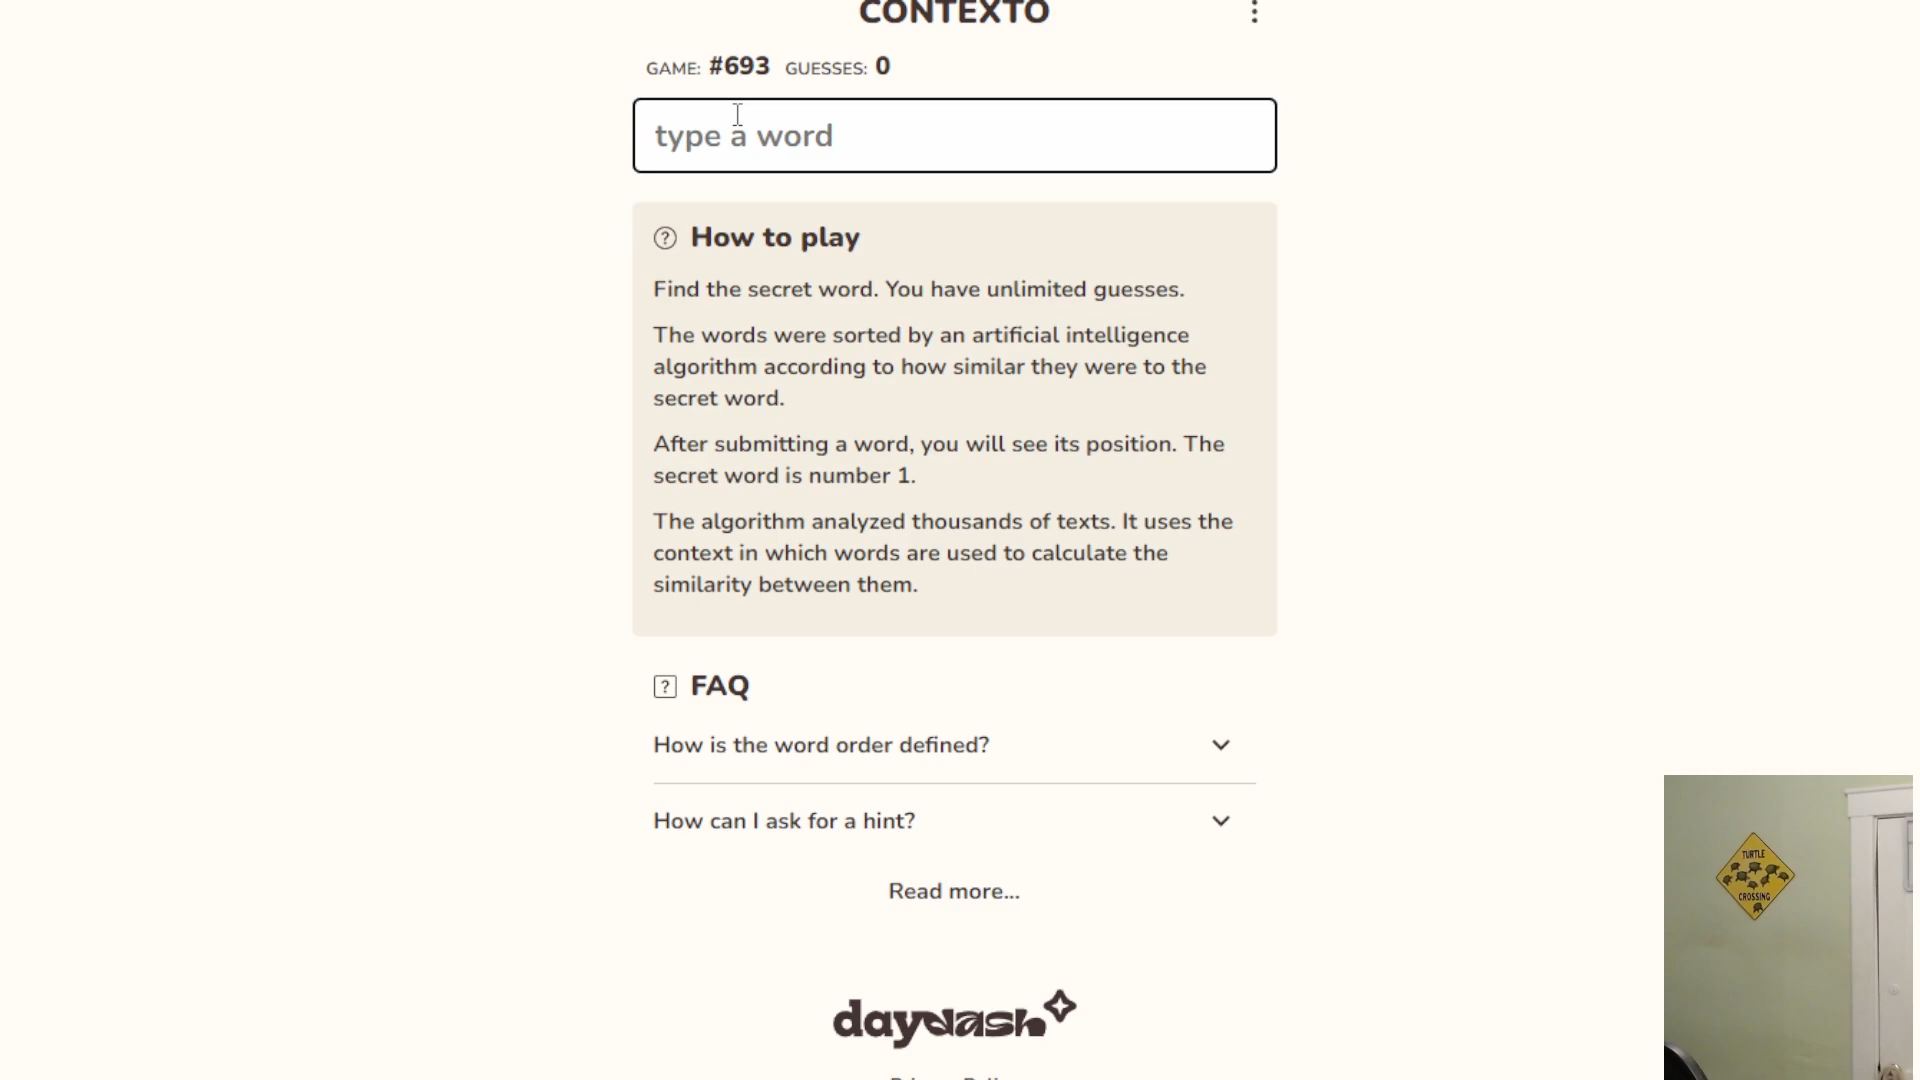 CONTEXTO
GAME: #693 GUESSES: 0
type a word
? How to play
Find the secret word. You have unlimited guesses.
The words were sorted by an artificial intelligence
algorithm according to how similar they were to the
secret word.
After submitting a word, you will see its position. The
secret word is number 1.
The algorithm analyzed thousands of texts. It uses the
context in which words are used to calculate the
similarity between them.
? FAQ
How is the word order defined?
How can I ask for a hint?
Read more...
daydash
TURTLE
CROSSING